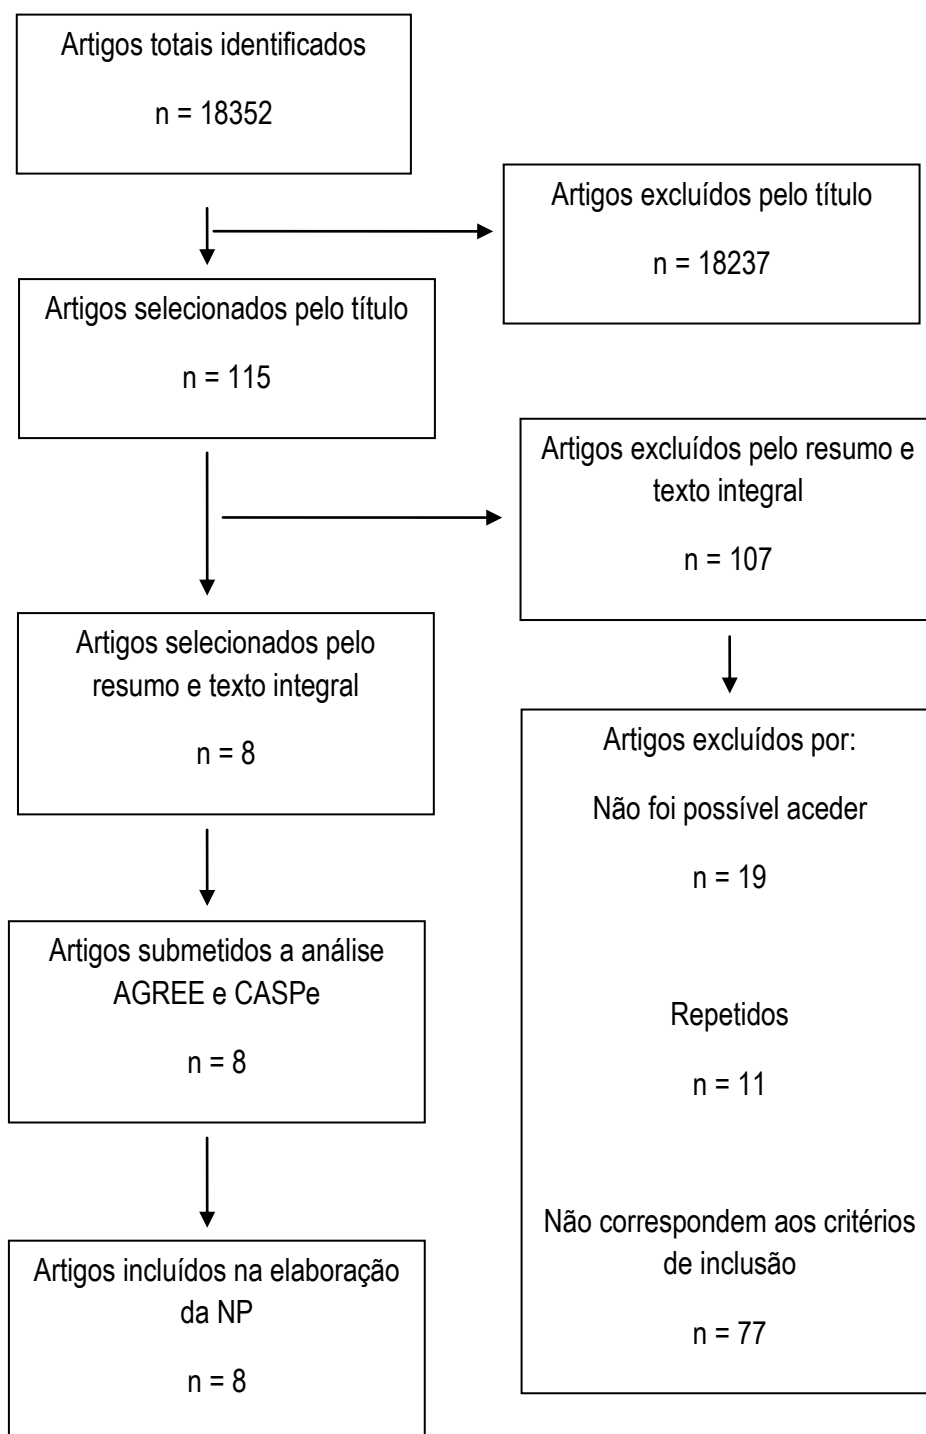 Artigos totais identificados
n = 18352
Artigos excluídos pelo título
n = 18237
Artigos selecionados pelo título
n = 115
Artigos excluídos pelo resumo e
texto integral
n = 107
Artigos selecionados pelo
resumo e texto integral
n = 8
Artigos excluídos por:
Não foi possível aceder
n = 19
Repetidos
n = 11
Não correspondem aos critérios
de inclusão
n = 77
Artigos submetidos a análise
AGREE e CASPe
n = 8
Artigos incluídos na elaboração
da NP
n = 8